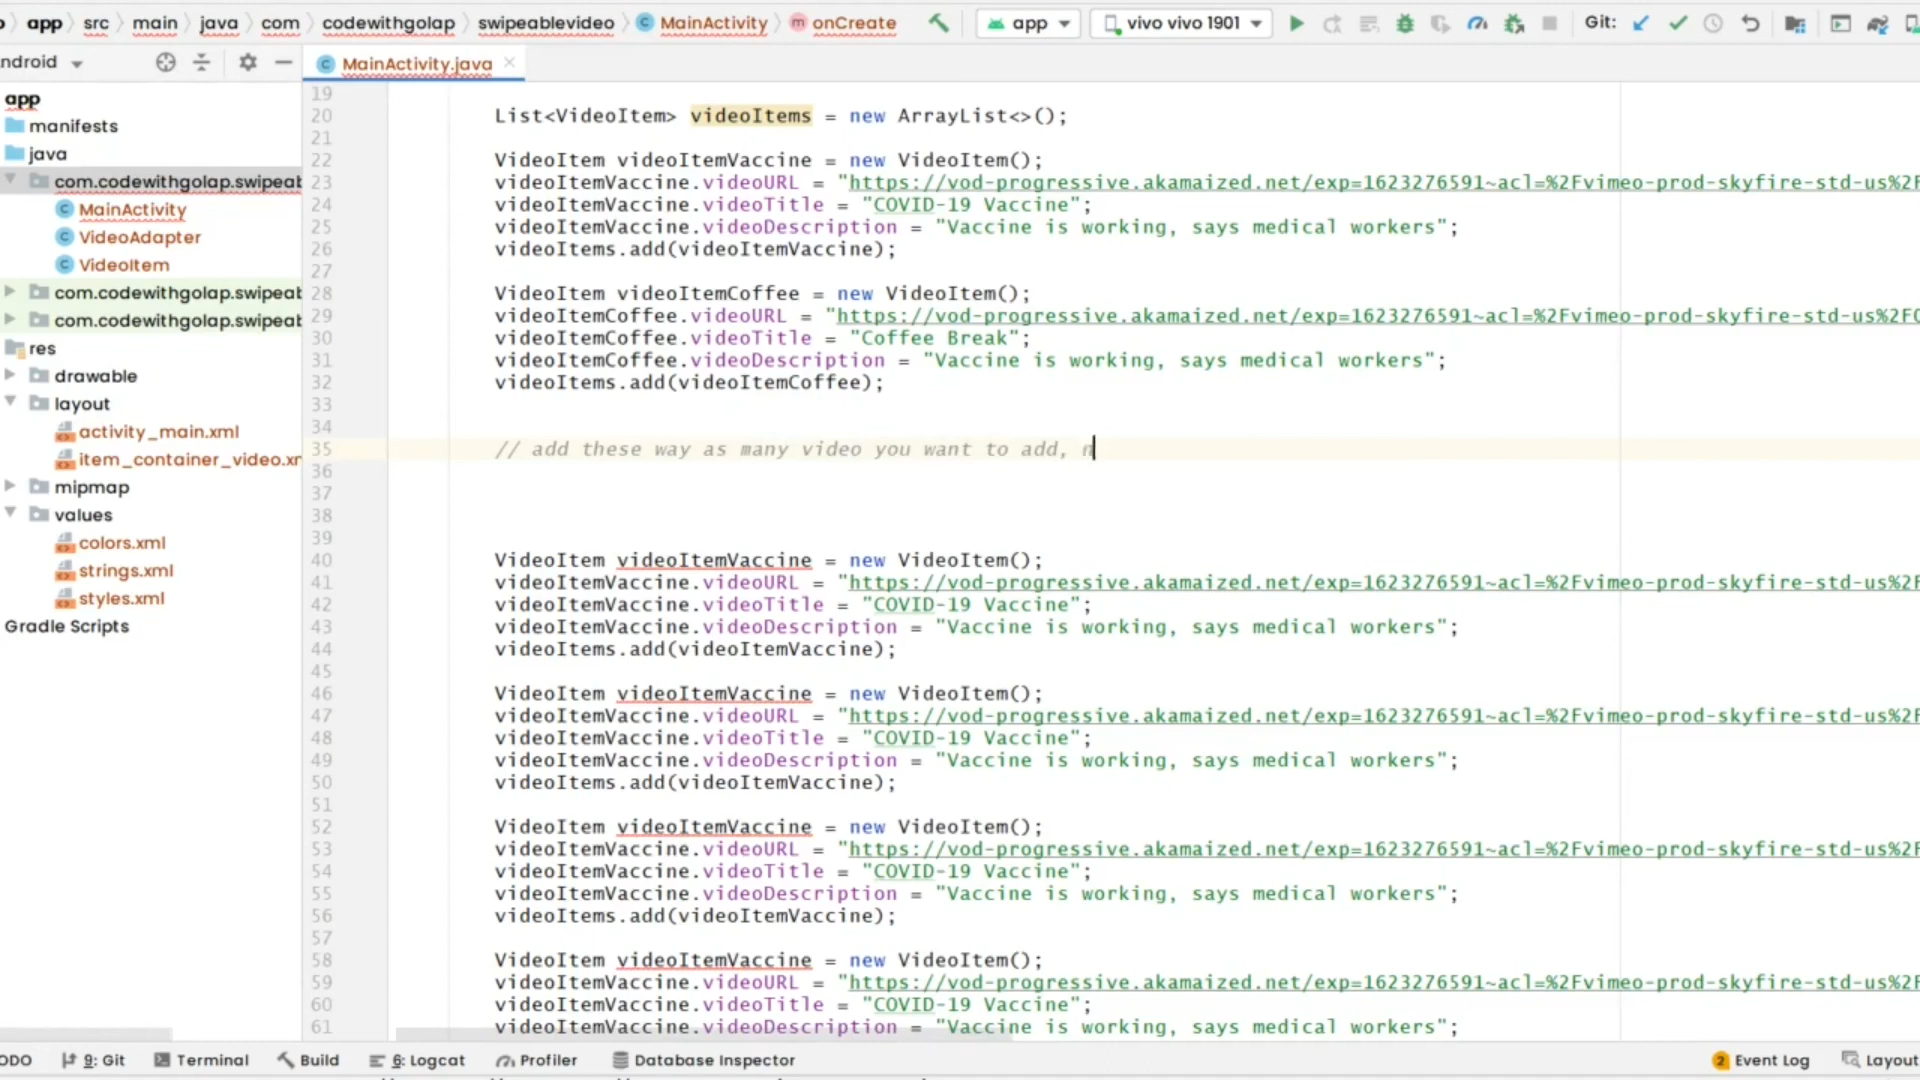 app src main java com codewithgolap swipeablevideo MainActivity onCreate app vivo vivo 1901 Git:
ndroid MainActivity.java
app
manifests
java
com.codewithgolap.swipeab
MainActivity
VideoAdapter
VideoItem
com.codewithgolap.swipeab
com.codewithgolap.swipeab
res
drawable
layout
activity_main.xml
item_container_video.xm
mipmap
values
colors.xml
strings.xml
styles.xml
Gradle Scripts
19
20 List<VideoItem> videoItems = new ArrayList<>();
21
22 VideoItem videoItemVaccine = new VideoItem();
23 videoItemVaccine.videoURL = "https://vod-progressive.akamaized.net/exp=1623276591~acl=%2Fvimeo-prod-skyfire-std-us%2F
24 videoItemVaccine.videoTitle = "COVID-19 Vaccine";
25 videoItemVaccine.videoDescription = "Vaccine is working, says medical workers";
26 videoItems.add(videoItemVaccine);
27
28 VideoItem videoItemCoffee = new VideoItem();
29 videoItemCoffee.videoURL = "https://vod-progressive.akamaized.net/exp=1623276591~acl=%2Fvimeo-prod-skyfire-std-us%2F0
30 videoItemCoffee.videoTitle = "Coffee Break";
31 videoItemCoffee.videoDescription = "Vaccine is working, says medical workers";
32 videoItems.add(videoItemCoffee);
33
34
35 // add these way as many video you want to add, n
36
37
38
39
40 VideoItem videoItemVaccine = new VideoItem();
41 videoItemVaccine.videoURL = "https://vod-progressive.akamaized.net/exp=1623276591~acl=%2Fvimeo-prod-skyfire-std-us%2F
42 videoItemVaccine.videoTitle = "COVID-19 Vaccine";
43 videoItemVaccine.videoDescription = "Vaccine is working, says medical workers";
44 videoItems.add(videoItemVaccine);
45
46 VideoItem videoItemVaccine = new VideoItem();
47 videoItemVaccine.videoURL = "https://vod-progressive.akamaized.net/exp=1623276591~acl=%2Fvimeo-prod-skyfire-std-us%2F
48 videoItemVaccine.videoTitle = "COVID-19 Vaccine";
49 videoItemVaccine.videoDescription = "Vaccine is working, says medical workers";
50 videoItems.add(videoItemVaccine);
51
52 VideoItem videoItemVaccine = new VideoItem();
53 videoItemVaccine.videoURL = "https://vod-progressive.akamaized.net/exp=1623276591~acl=%2Fvimeo-prod-skyfire-std-us%2F
54 videoItemVaccine.videoTitle = "COVID-19 Vaccine";
55 videoItemVaccine.videoDescription = "Vaccine is working, says medical workers";
56 videoItems.add(videoItemVaccine);
57
58 VideoItem videoItemVaccine = new VideoItem();
59 videoItemVaccine.videoURL = "https://vod-progressive.akamaized.net/exp=1623276591~acl=%2Fvimeo-prod-skyfire-std-us%2F
60 videoItemVaccine.videoTitle = "COVID-19 Vaccine";
61 videoItemVaccine.videoDescription = "Vaccine is working, says medical workers";
ODO 9: Git Terminal Build 6: Logcat Profiler Database Inspector 2 Event Log Layout